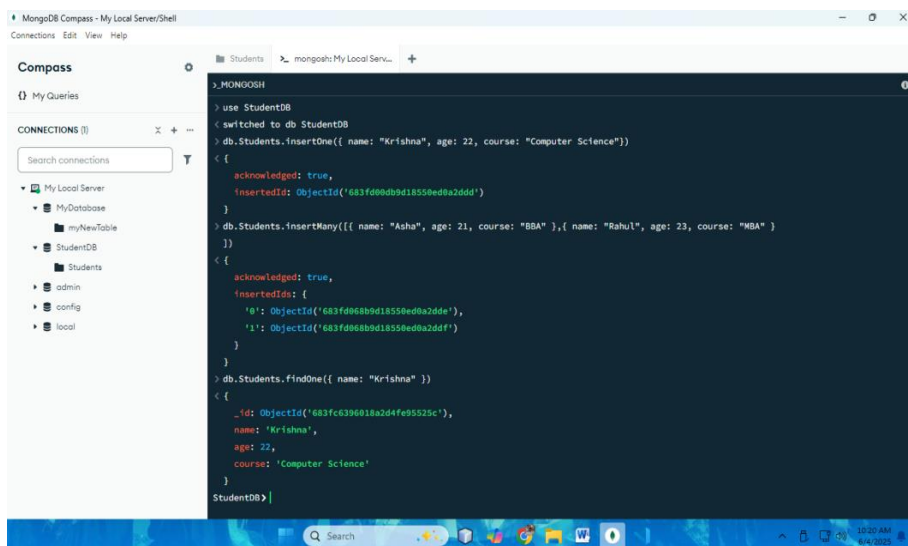 MongoDB Compass - My Local Server/Shell
Connections Edit View Help
Compass
{} My Queries
CONNECTIONS (1)
Search connections
My Local Server
MyDatabase
myNewTable
StudentDB
Students
admin
config
local
Students >_ mongosh: My Local Serv... +
>_MONGOSH
> use StudentDB
< switched to db StudentDB
> db.Students.insertOne({ name: "Krishna", age: 22, course: "Computer Science"})
< {
acknowledged: true,
insertedId: ObjectId('683fd00db9d18550ed0a2ddd')
}
> db.Students.insertMany([{ name: "Asha", age: 21, course: "BBA" },{ name: "Rahul", age: 23, course: "MBA" }
])
< {
acknowledged: true,
insertedIds: {
'0': ObjectId('683fd068b9d18550ed0a2dde'),
'1': ObjectId('683fd068b9d18550ed0a2ddf')
}
}
> db.Students.findOne({ name: "Krishna" })
< {
_id: ObjectId('683fc6396018a2d4fe95525c'),
name: 'Krishna',
age: 22,
course: 'Computer Science'
}
StudentDB>
Search
10:20 AM
6/4/2025